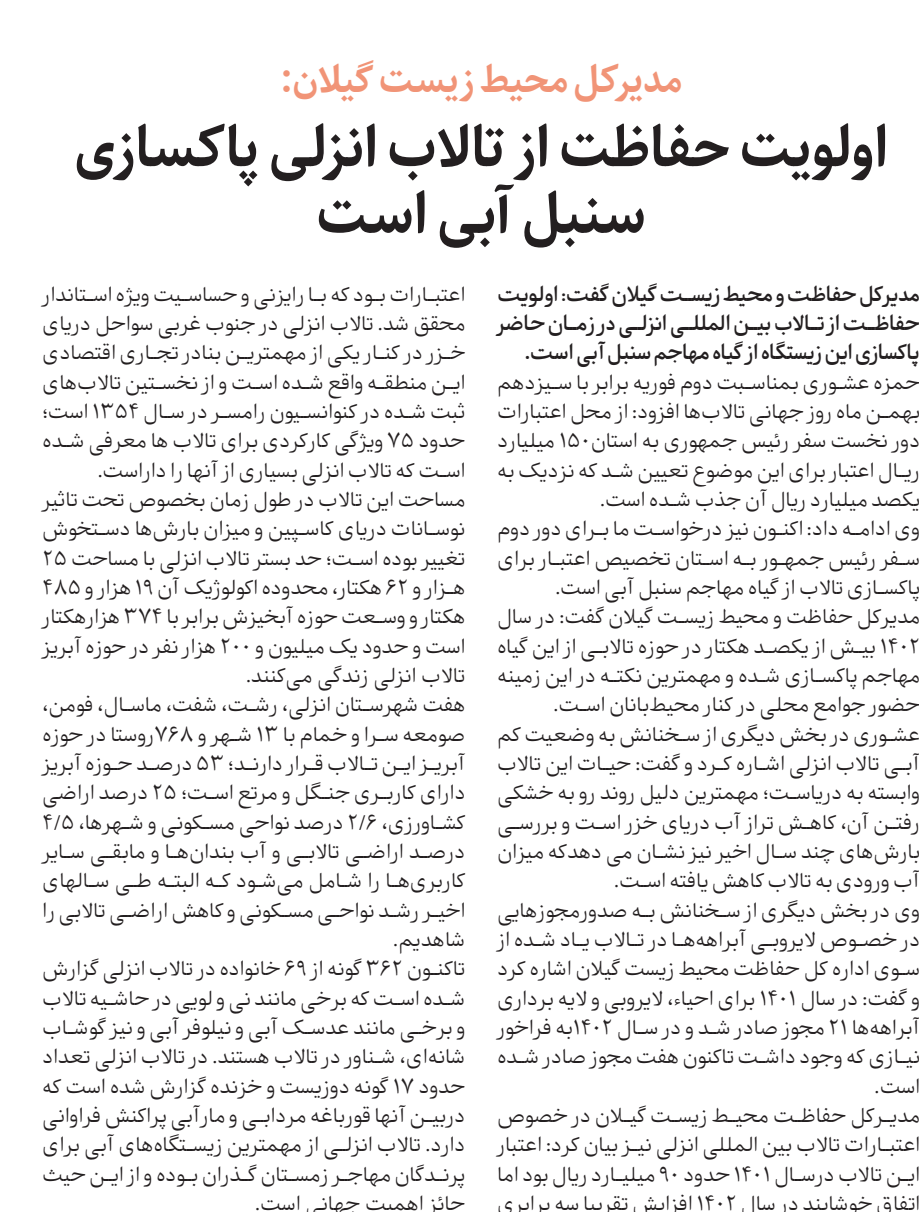 مدیرکل محیط زیست گیلان:
اولویت حفاظت از تالاب انزلی پاکسازی
سنبل آبی است
مدیرکل حفاظت و محیط زیست گیلان گفت: اولویت
حفاظت از تالاب بین المللی انزلی در زمان حاضر
پاکسازی این زیستگاه از گیاه مهاجم سنبل آبی است.
حمزه عشوری بمناسبت دوم فوریه برابر با سیزدهم
بهمن ماه روز جهانی تالاب‌ها افزود: از محل اعتبارات
دور نخست سفر رئیس جمهوری به استان ۱۵۰ میلیارد
ریال اعتبار برای این موضوع تعیین شد که نزدیک به
یکصد میلیارد ریال آن جذب شده است.
وی ادامه داد: اکنون نیز درخواست ما برای دور دوم
سفر رئیس جمهور به استان تخصیص اعتبار برای
پاکسازی تالاب از گیاه مهاجم سنبل آبی است.
مدیرکل حفاظت و محیط زیست گیلان گفت: در سال
۱۴۰۲ بیش از یکصد هکتار در حوزه تالابی از این گیاه
مهاجم پاکسازی شده و مهمترین نکته در این زمینه
حضور جوامع محلی در کنار محیط‌بانان است.
عشوری در بخش دیگری از سخنانش به وضعیت کم
آبی تالاب انزلی اشاره کرد و گفت: حیات این تالاب
وابسته به دریاست؛ مهمترین دلیل روند رو به خشکی
رفتن آن، کاهش تراز آب دریای خزر است و بررسی
بارش‌های چند سال اخیر نیز نشان می دهدکه میزان
آب ورودی به تالاب کاهش یافته است.
وی در بخش دیگری از سخنانش به صدورمجوزهایی
در خصوص لایروبی آبراهه‌ها در تالاب یاد شده از
سوی اداره کل حفاظت محیط زیست گیلان اشاره کرد
و گفت: در سال ۱۴۰۱ برای احیاء، لایروبی و لایه برداری
آبراهه‌ها ۲۱ مجوز صادر شد و در سال ۱۴۰۲به فراخور
نیازی که وجود داشت تاکنون هفت مجوز صادر شده
است.
مدیرکل حفاظت محیط زیست گیلان در خصوص
اعتبارات تالاب بین المللی انزلی نیز بیان کرد: اعتبار
این تالاب درسال ۱۴۰۱ حدود ۹۰ میلیارد ریال بود اما
اتفاق خوشایند در سال ۱۴۰۲ افزایش تقریبا سه برابری
اعتبارات بود که با رایزنی و حساسیت ویژه استاندار
محقق شد. تالاب انزلی در جنوب غربی سواحل دریای
خزر در کنار یکی از مهمترین بنادر تجاری اقتصادی
این منطقه واقع شده است و از نخستین تالاب‌های
ثبت شده در کنوانسیون رامسر در سال ۱۳۵۴ است؛
حدود ۷۵ ویژگی کارکردی برای تالاب ها معرفی شده
است که تالاب انزلی بسیاری از آنها را داراست.
مساحت این تالاب در طول زمان بخصوص تحت تاثیر
نوسانات دریای کاسپین و میزان بارش‌ها دستخوش
تغییر بوده است؛ حد بستر تالاب انزلی با مساحت ۲۵
هزار و ۶۲ هکتار، محدوده اکولوژیک آن ۱۹ هزار و ۴۸۵
هکتار و وسعت حوزه آبخیزش برابر با ۳۷۴ هزارهکتار
است و حدود یک میلیون و ۲۰۰ هزار نفر در حوزه آبریز
تالاب انزلی زندگی می‌کنند.
هفت شهرستان انزلی، رشت، شفت، ماسال، فومن،
صومعه سرا و خمام با ۱۳ شهر و ۷۶۸روستا در حوزه
آبریز این تالاب قرار دارند؛ ۵۳ درصد حوزه آبریز
دارای کاربری جنگل و مرتع است؛ ۲۵ درصد اراضی
کشاورزی، ۲/۶ درصد نواحی مسکونی و شهرها، ۴/۵
درصد اراضی تالابی و آب بندان‌ها و مابقی سایر
کاربری‌ها را شامل می‌شود که البته طی سالهای
اخیر رشد نواحی مسکونی و کاهش اراضی تالابی را
شاهدیم.
تاکنون ۳۶۲ گونه از ۶۹ خانواده در تالاب انزلی گزارش
شده است که برخی مانند نی و لویی در حاشیه تالاب
و برخی مانند عدسک آبی و نیلوفر آبی و نیز گوشاب
شانه‌ای، شناور در تالاب هستند. در تالاب انزلی تعداد
حدود ۱۷ گونه دوزیست و خزنده گزارش شده است که
دربین آنها قورباغه مردابی و مارآبی پراکنش فراوانی
دارد. تالاب انزلی از مهمترین زیستگاه‌های آبی برای
پرندگان مهاجر زمستان گذران بوده و از این حیث
حائز اهمیت جهانی است.